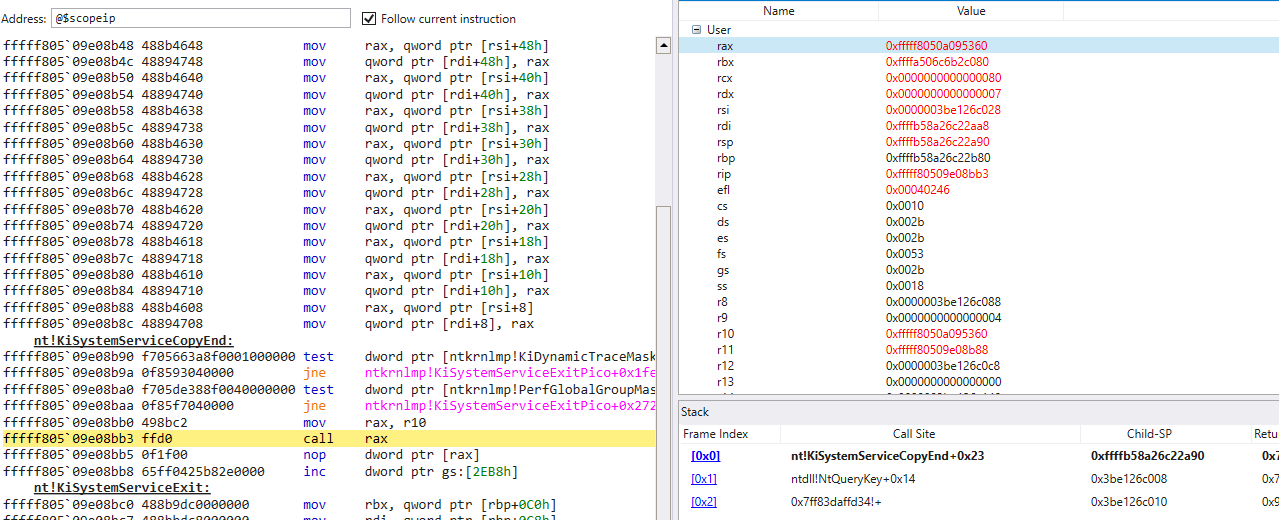 Address: @$scopeip Follow current instruction
fffff805`09e08b48 488b4648 mov rax, qword ptr [rsi+48h]
fffff805`09e08b4c 48894748 mov qword ptr [rdi+48h], rax
fffff805`09e08b50 488b4640 mov rax, qword ptr [rsi+40h]
fffff805`09e08b54 48894740 mov qword ptr [rdi+40h], rax
fffff805`09e08b58 488b4638 mov rax, qword ptr [rsi+38h]
fffff805`09e08b5c 48894738 mov qword ptr [rdi+38h], rax
fffff805`09e08b60 488b4630 mov rax, qword ptr [rsi+30h]
fffff805`09e08b64 48894730 mov qword ptr [rdi+30h], rax
fffff805`09e08b68 488b4628 mov rax, qword ptr [rsi+28h]
fffff805`09e08b6c 48894728 mov qword ptr [rdi+28h], rax
fffff805`09e08b70 488b4620 mov rax, qword ptr [rsi+20h]
fffff805`09e08b74 48894720 mov qword ptr [rdi+20h], rax
fffff805`09e08b78 488b4618 mov rax, qword ptr [rsi+18h]
fffff805`09e08b7c 48894718 mov qword ptr [rdi+18h], rax
fffff805`09e08b80 488b4610 mov rax, qword ptr [rsi+10h]
fffff805`09e08b84 48894710 mov qword ptr [rdi+10h], rax
fffff805`09e08b88 488b4608 mov rax, qword ptr [rsi+8]
fffff805`09e08b8c 48894708 mov qword ptr [rdi+8], rax
nt!KiSystemServiceCopyEnd:
fffff805`09e08b90 f705663a8f0001000000 test dword ptr [ntkrnlmp!KiDynamicTraceMask
fffff805`09e08b9a 0f8593040000 jne ntkrnlmp!KiSystemServiceExitPico+0x1fe
fffff805`09e08ba0 f705de388f0040000000 test dword ptr [ntkrnlmp!PerfGlobalGroupMas
fffff805`09e08baa 0f85f7040000 jne ntkrnlmp!KiSystemServiceExitPico+0x272
fffff805`09e08bb0 498bc2 mov rax, r10
fffff805`09e08bb3 ffd0 call rax
fffff805`09e08bb5 0f1f00 nop dword ptr [rax]
fffff805`09e08bb8 65ff0425b82e0000 inc dword ptr gs:[2EB8h]
nt!KiSystemServiceExit:
fffff805`09e08bc0 488b9dc0000000 mov rbx, qword ptr [rbp+0C0h]
Name Value
User
rax 0xfffff8050a095360
rbx 0xffffa506c6b2c080
rcx 0x0000000000000080
rdx 0x0000000000000007
rsi 0x0000003be126c028
rdi 0xffffb58a26c22aa8
rsp 0xffffb58a26c22a90
rbp 0xffffb58a26c22b80
rip 0xfffff80509e08bb3
efl 0x00040246
cs 0x0010
ds 0x002b
es 0x002b
fs 0x0053
gs 0x002b
ss 0x0018
r8 0x0000003be126c088
r9 0x0000000000000004
r10 0xfffff8050a095360
r11 0xfffff80509e08b88
r12 0x0000003be126c0c8
r13 0x0000000000000000
Stack
Frame Index Call Site Child-SP Retu
[0x0] nt!KiSystemServiceCopyEnd+0x23 0xffffb58a26c22a90 0x7
[0x1] ntdll!NtQueryKey+0x14 0x3be126c008 0x7
[0x2] 0x7ff83daffd34!+ 0x3be126c010 0x9